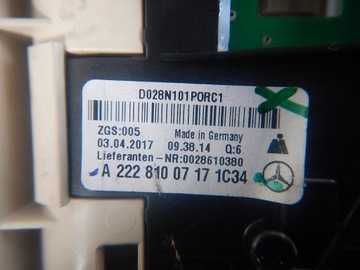 D028N101PORC1
ZGS:005 Made in Germany
03.04.2017 09.38.14 Q:6
Lieferanten-NR:0028610380
A 222 810 07 17 1C34